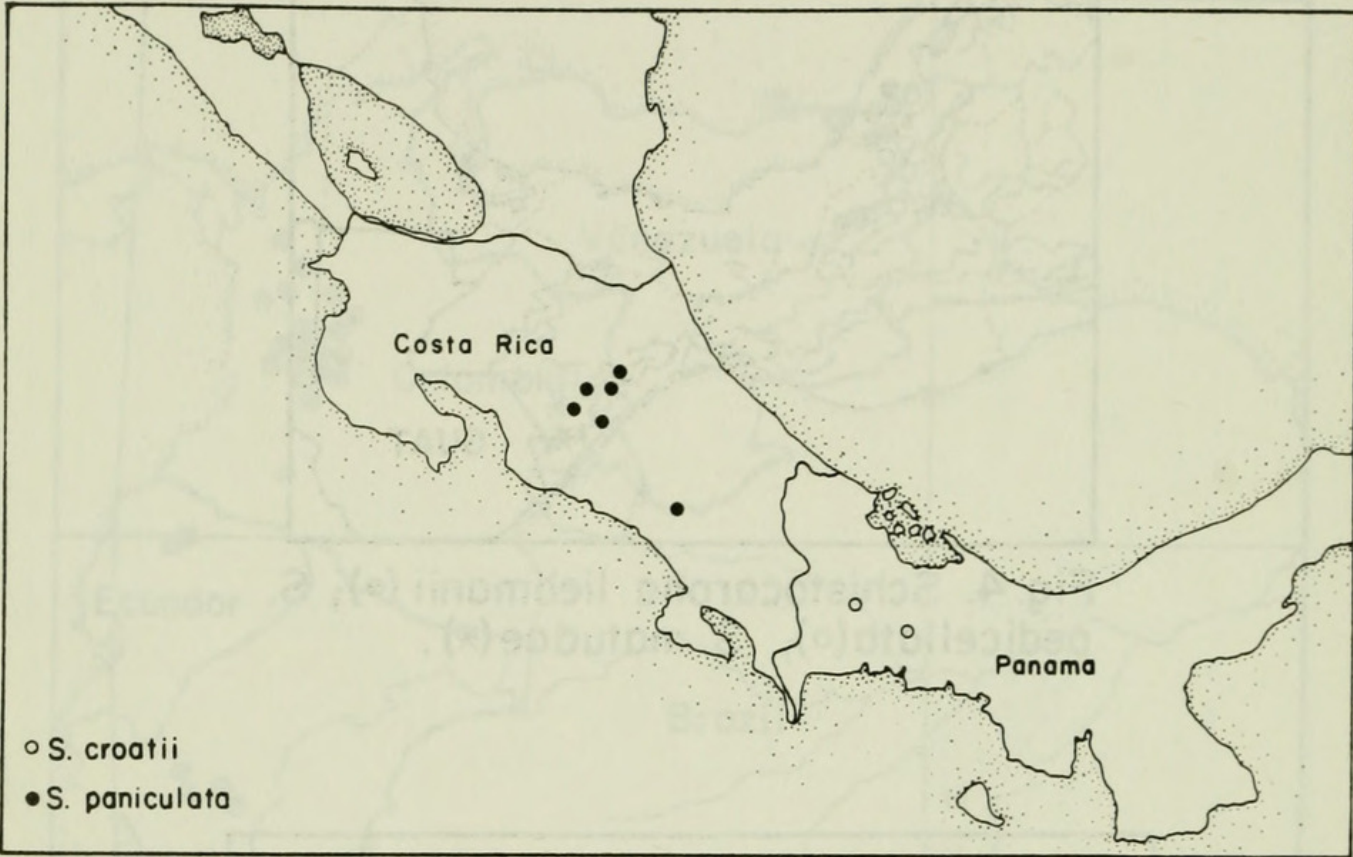 Costa Rica
Panama
○ S. croatii
● S. paniculata